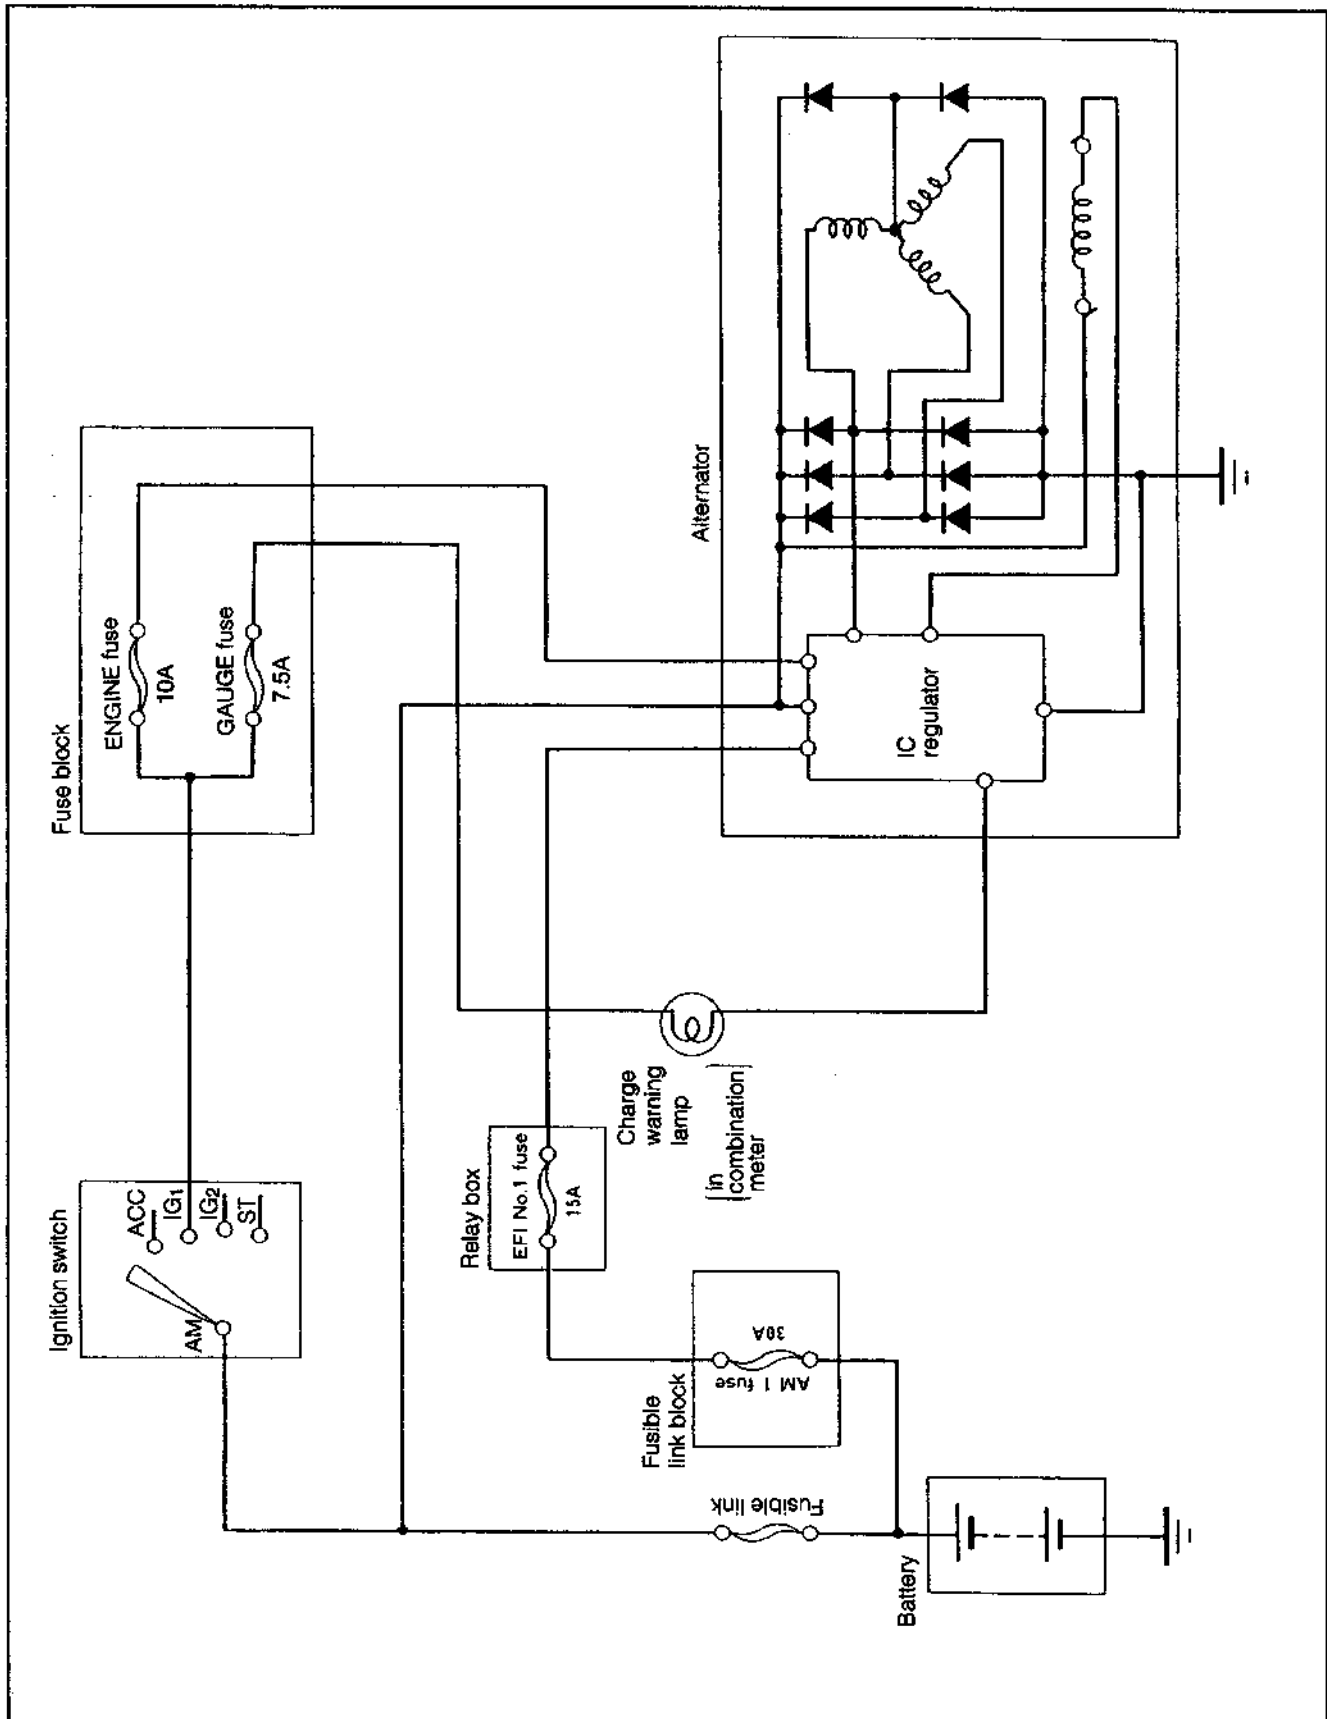 Ignition switch
AM
ACC
IG1
IG2
ST
Fuse block
ENGINE fuse
10A
GAUGE fuse
7.5A
Relay box
EFI No.1 fuse
15A
Fusible
link block
AM 1 fuse
30A
Fusible link
Battery
Charge
warning
lamp
in
combination
meter
Alternator
IC
regulator